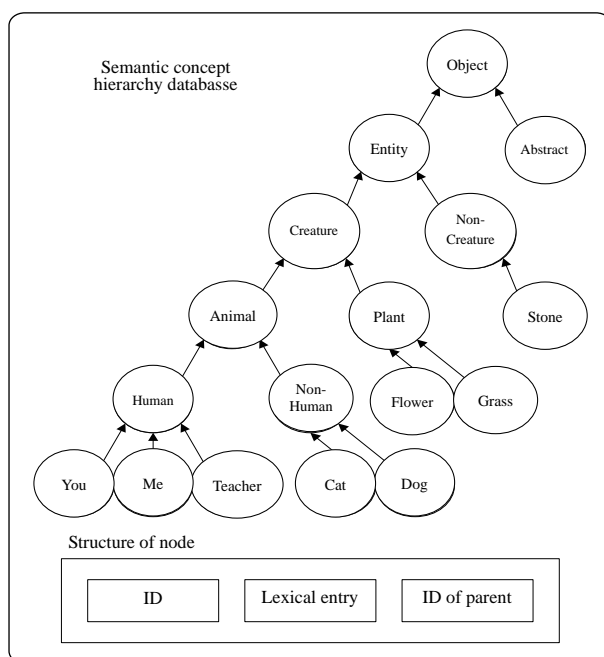 Semantic concept
hierarchy databasse
Object
Entity
Abstract
Creature
Non-
Creature
Animal
Plant
Stone
Human
Non-
Human
Flower
Grass
You
Me
Teacher
Cat
Dog
Structure of node
ID
Lexical entry
ID of parent